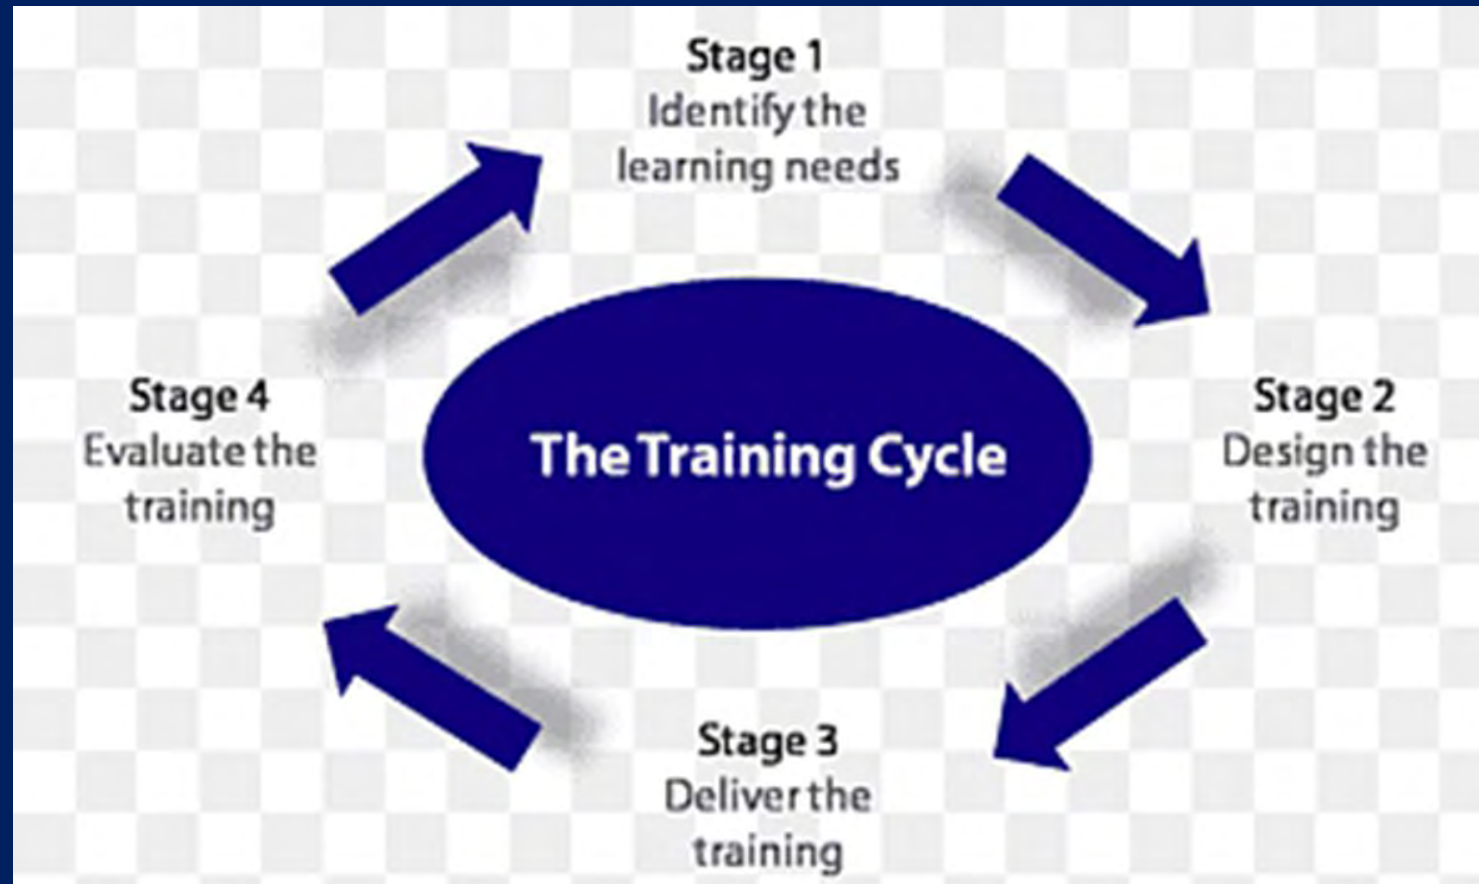 Stage 1
Identify the
learning needs
Stage 2
Design the
training
Stage 3
Deliver the
training
Stage 4
Evaluate the
training
The Training Cycle